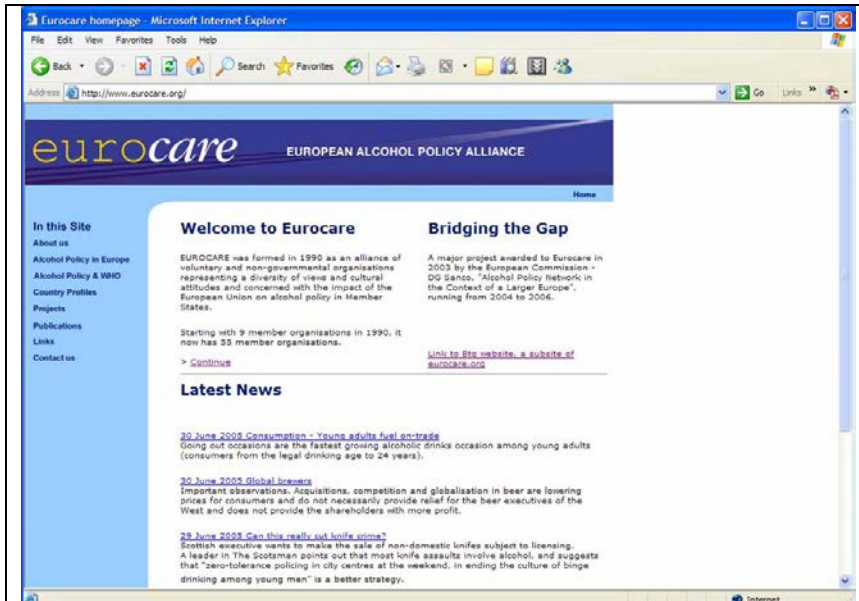 Eurocare homepage - Microsoft Internet Explorer
File Edit View Favorites Tools Help
Back Search Favorites
Address http://www.eurocare.org/ Go Links »
eurocare EUROPEAN ALCOHOL POLICY ALLIANCE
Home
In this Site
About us
Alcohol Policy in Europe
Alcohol Policy & WHO
Country Profiles
Projects
Publications
Links
Contact us
Welcome to Eurocare
EUROCARE was formed in 1990 as an alliance of
voluntary and non-governmental organisations
representing a diversity of views and cultural
attitudes and concerned with the impact of the
European Union on alcohol policy in Member
States.
Starting with 9 member organisations in 1990, it
now has 55 member organisations.
> Continue
Bridging the Gap
A major project awarded to Eurocare in
2003 by the European Commission -
DG Sanco, "Alcohol Policy Network in
the Context of a Larger Europe",
running from 2004 to 2006.
Link to Btg website, a subsite of
eurocare.org
Latest News
30 June 2005 Consumption - Young adults fuel on-trade
Going out occasions are the fastest growing alcoholic drinks occasion among young adults
(consumers from the legal drinking age to 24 years).
30 June 2005 Global brewers
Important observations. Acquisitions, competition and globalisation in beer are lowering
prices for consumers and do not necessarily provide relief for the beer executives of the
West and does not provide the shareholders with more profit.
29 June 2005 Can this really cut knife crime?
Scottish executive wants to make the sale of non-domestic knifes subject to licensing.
A leader in The Scotsman points out that most knife assaults involve alcohol, and suggests
that "zero-tolerance policing in city centres at the weekend, in ending the culture of binge
drinking among young men" is a better strategy.
Internet